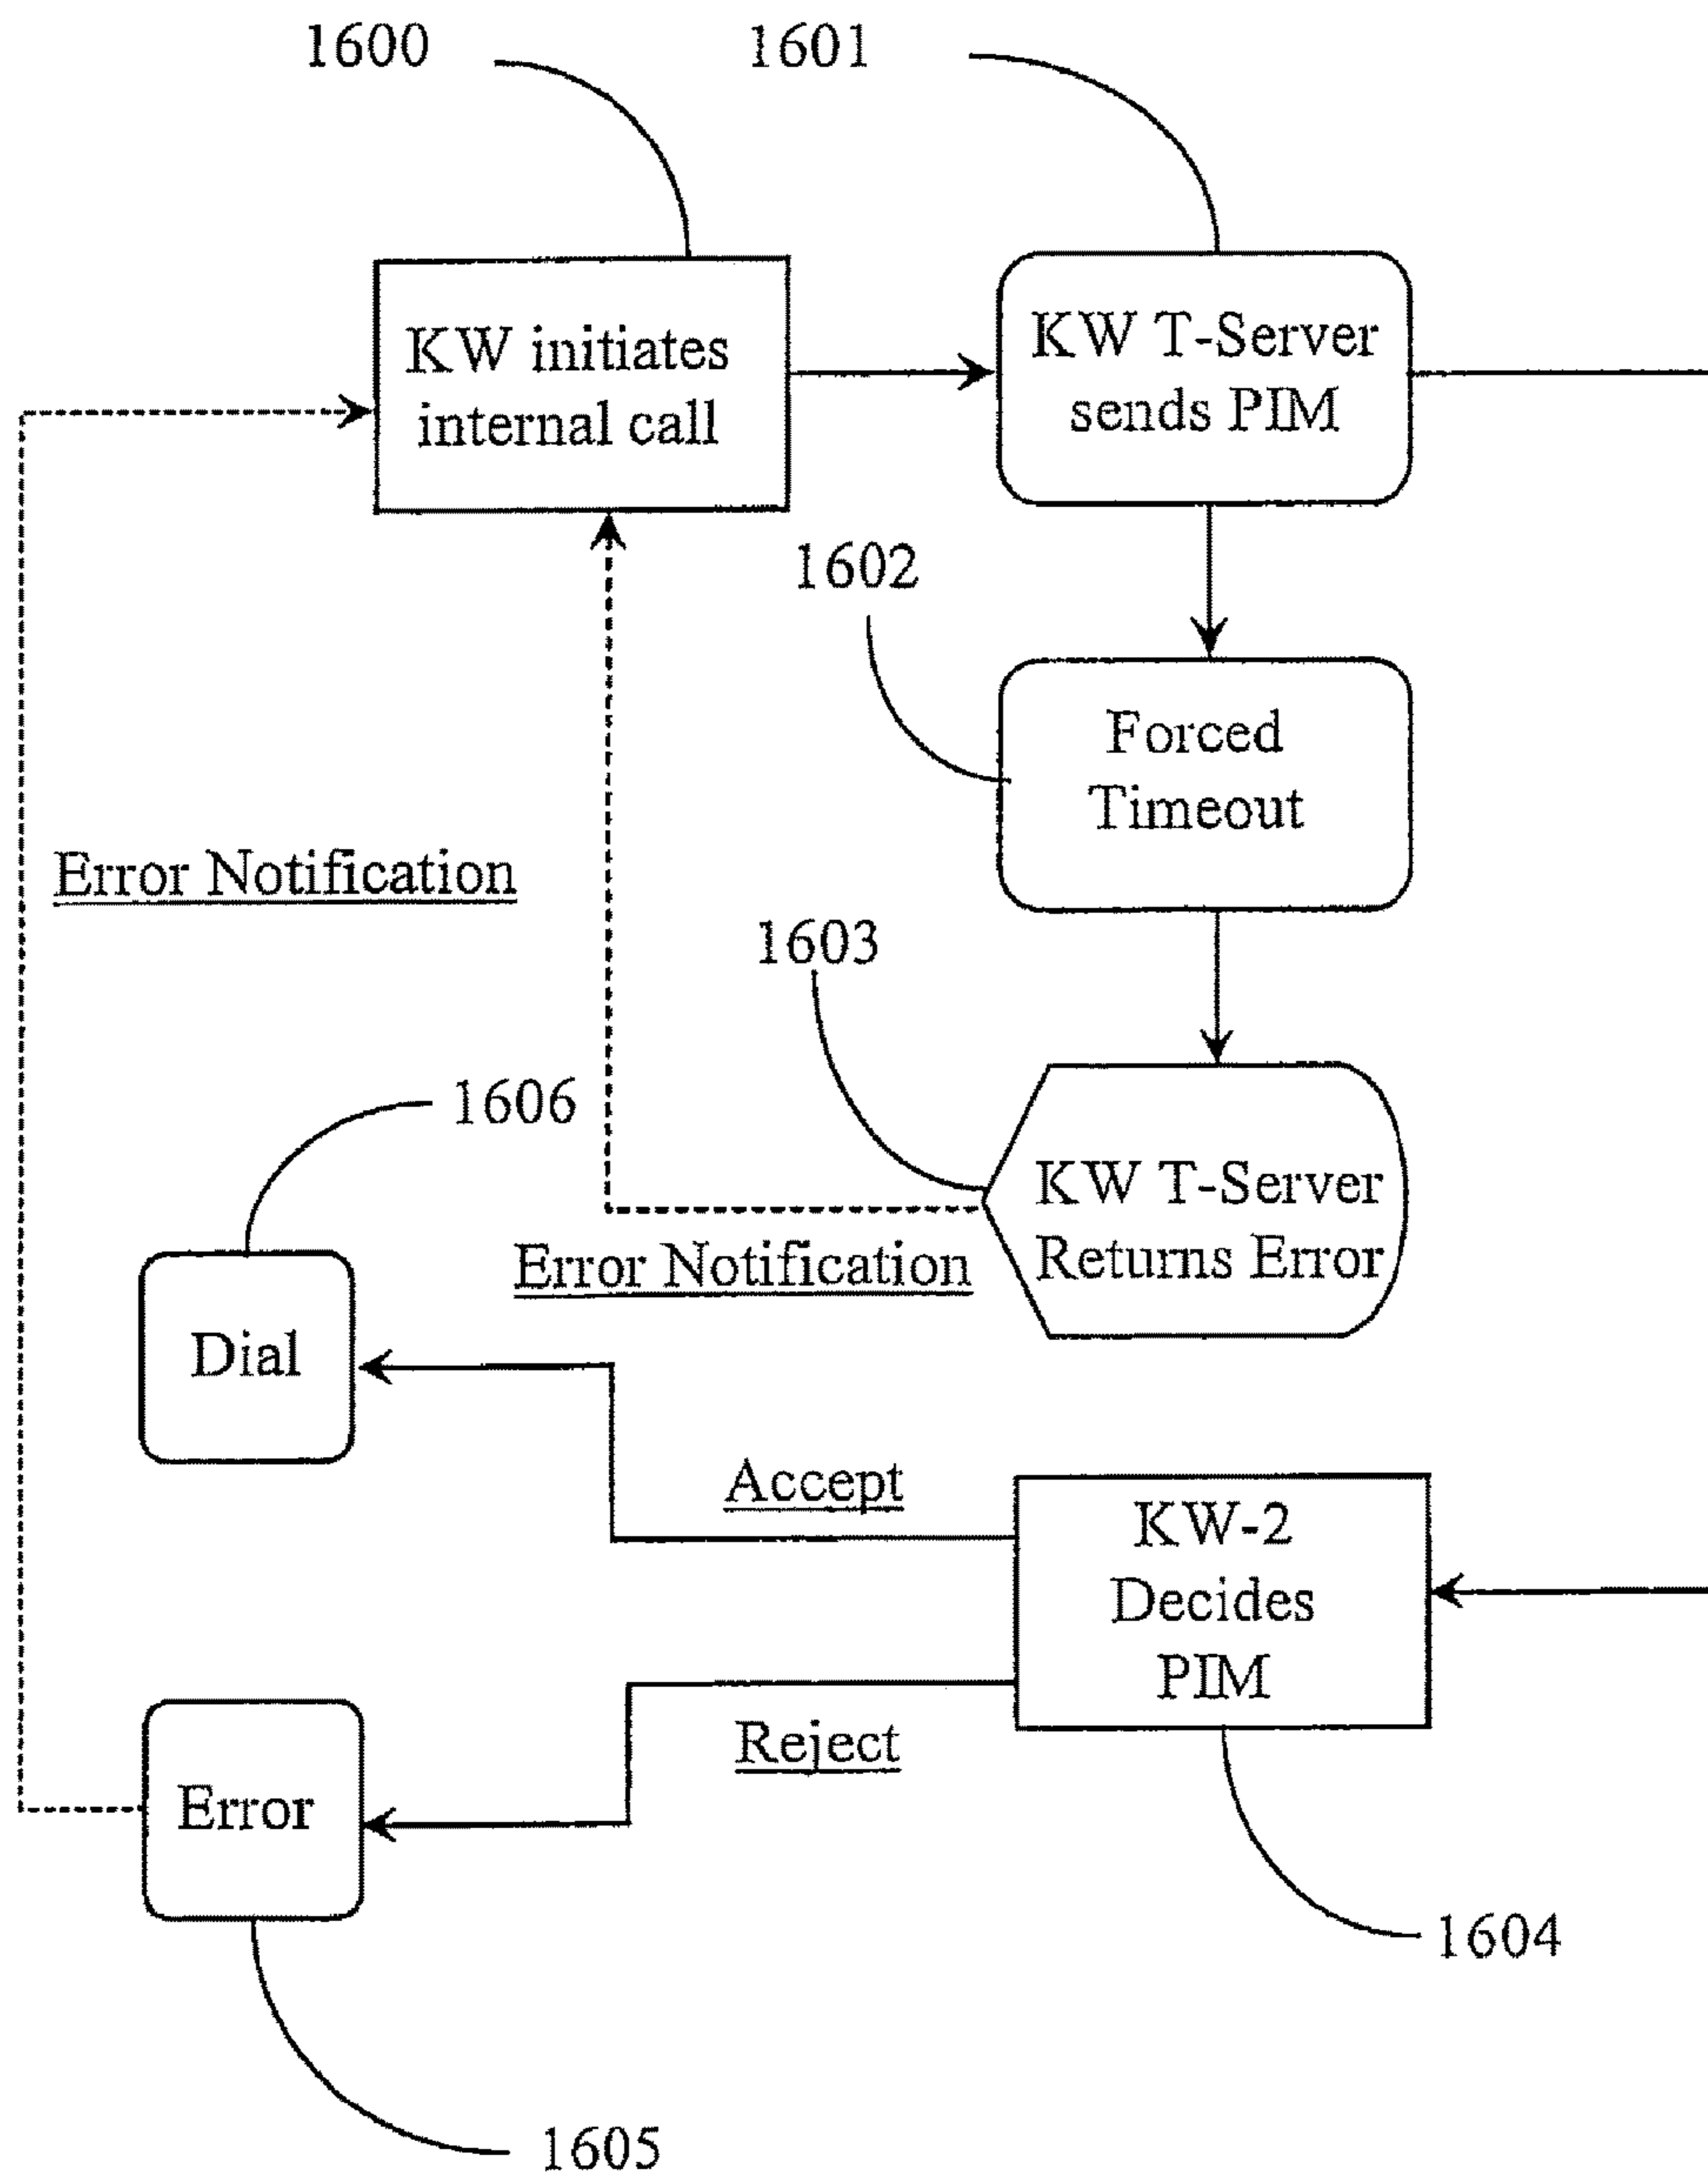 1600
1601
KW initiates
internal call
KW T-Server
sends PIM
1602
Forced
Timeout
Error Notification
1603
1606
KW T-Server
Returns Error
Error Notification
Dial
Accept
KW-2
Decides
PIM
Reject
Error
1604
1605